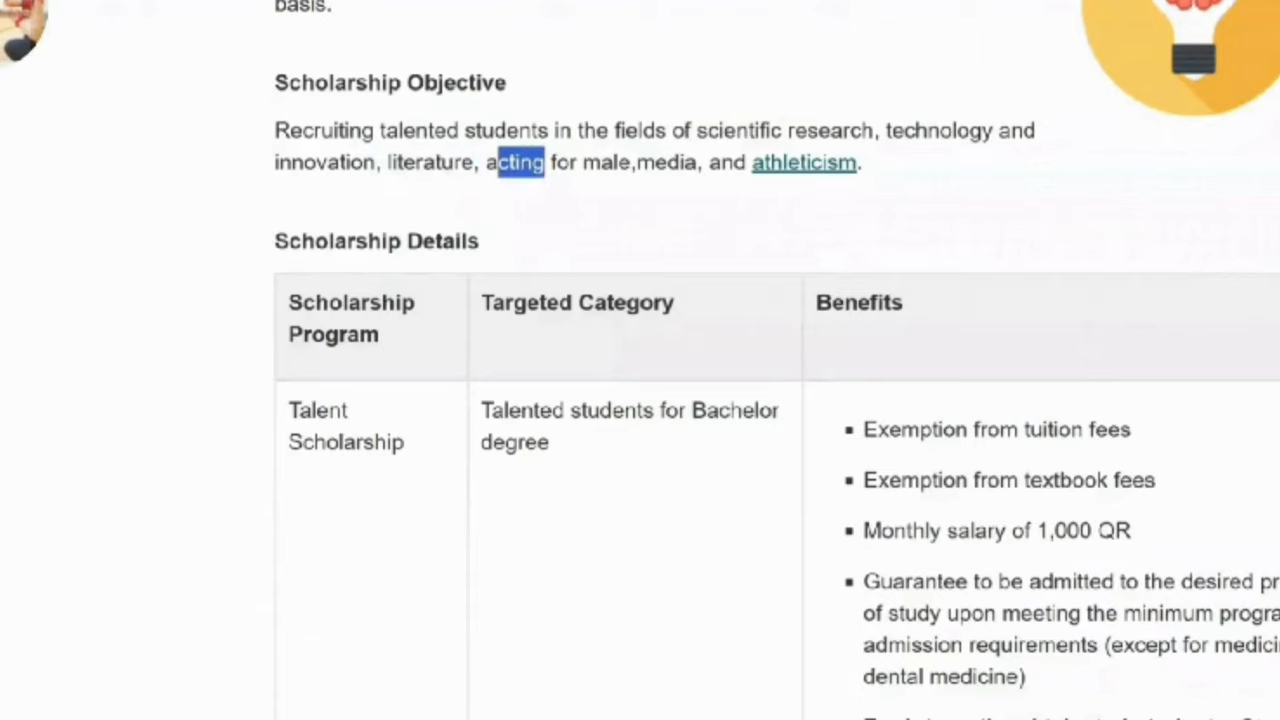 basis.
Scholarship Objective
Recruiting talented students in the fields of scientific research, technology and
innovation, literature, acting for male,media, and athleticism.
Scholarship Details
Scholarship
Program
Targeted Category
Benefits
Talent
Scholarship
Talented students for Bachelor
degree
▪ Exemption from tuition fees
▪ Exemption from textbook fees
▪ Monthly salary of 1,000 QR
▪ Guarantee to be admitted to the desired pr
of study upon meeting the minimum progra
admission requirements (except for medici
dental medicine)